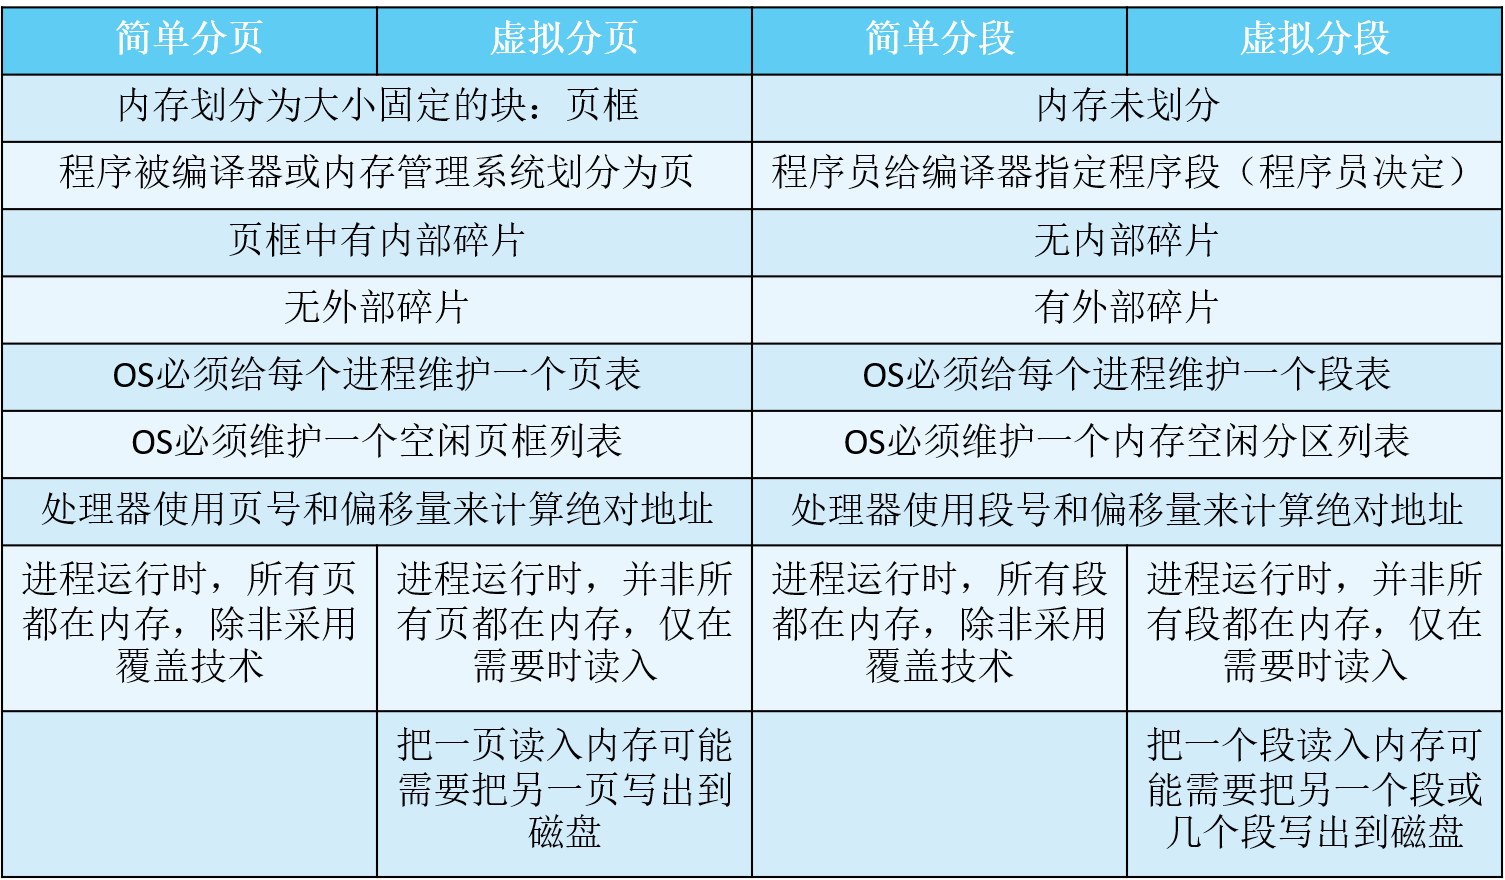 简单分页 虚拟分页 简单分段 虚拟分段
内存划分为大小固定的块：页框 内存未划分
程序被编译器或内存管理系统划分为页 程序员给编译器指定程序段（程序员决定）
页框中有内部碎片 无内部碎片
无外部碎片 有外部碎片
OS必须给每个进程维护一个页表 OS必须给每个进程维护一个段表
OS必须维护一个空闲页框列表 OS必须维护一个内存空闲分区列表
处理器使用页号和偏移量来计算绝对地址 处理器使用段号和偏移量来计算绝对地址
进程运行时，所有页
都在内存，除非采用
覆盖技术
进程运行时，并非所
有页都在内存，仅在
需要时读入
进程运行时，所有段
都在内存，除非采用
覆盖技术
进程运行时，并非所
有段都在内存，仅在
需要时读入
把一页读入内存可能
需要把另一页写出到
磁盘
把一个段读入内存可
能需要把另一个段或
几个段写出到磁盘